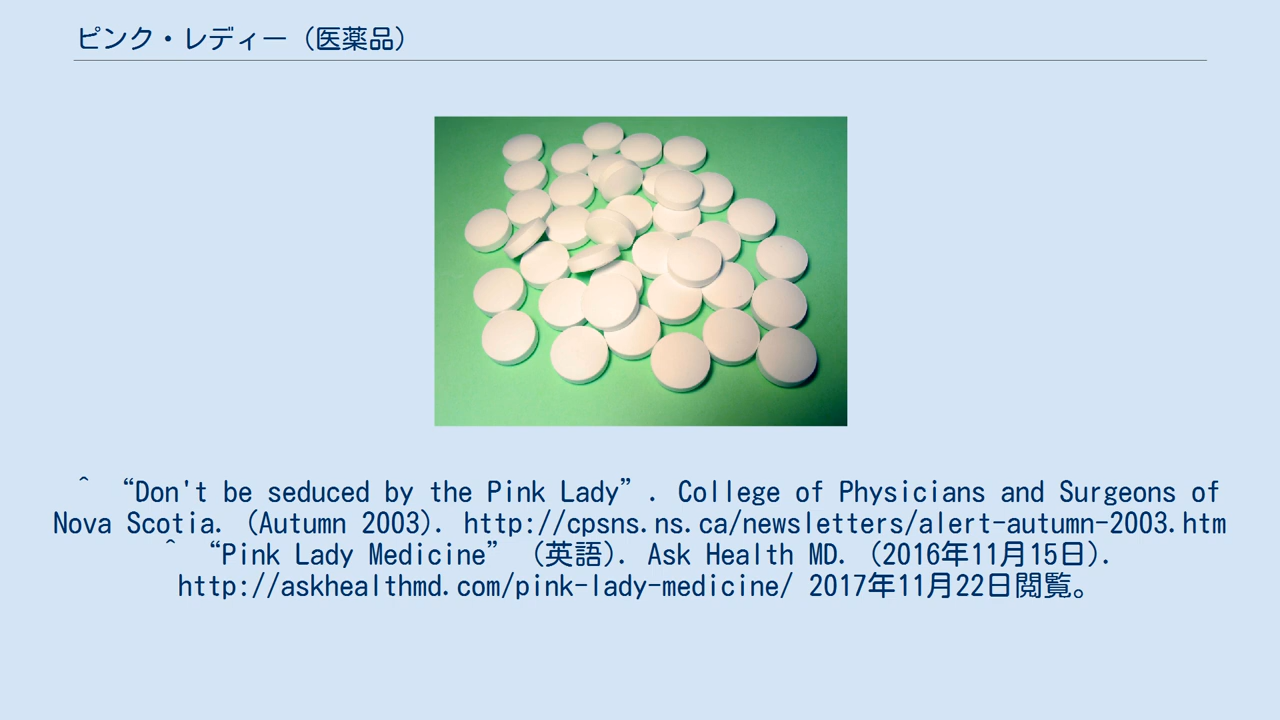 ピンク・レディー（医薬品）
^ “Don't be seduced by the Pink Lady”. College of Physicians and Surgeons of
Nova Scotia. (Autumn 2003). http://cpsns.ns.ca/newsletters/alert-autumn-2003.htm
^ “Pink Lady Medicine” （英語）. Ask Health MD. (2016年11月15日).
http://askhealthmd.com/pink-lady-medicine/ 2017年11月22日閲覧。